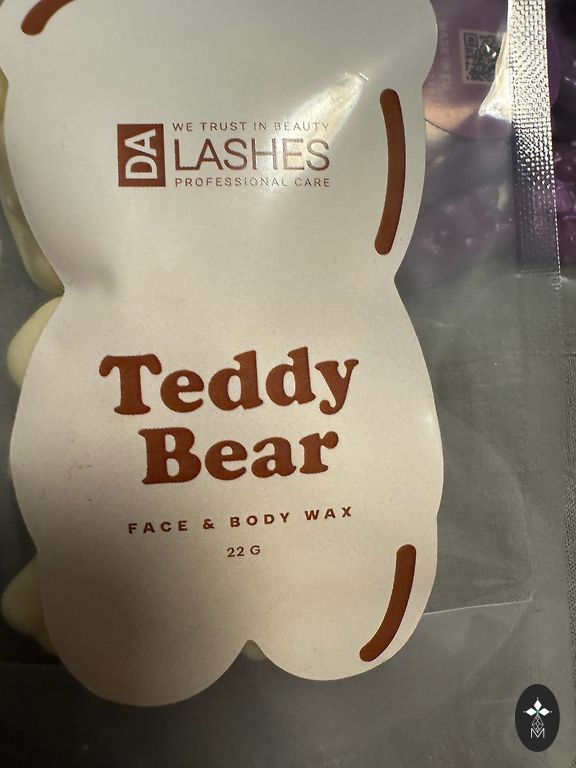 WE TRUST IN BEAUTY
DA LASHES
PROFESSIONAL CARE
Teddy
Bear
FACE & BODY WAX
22 G